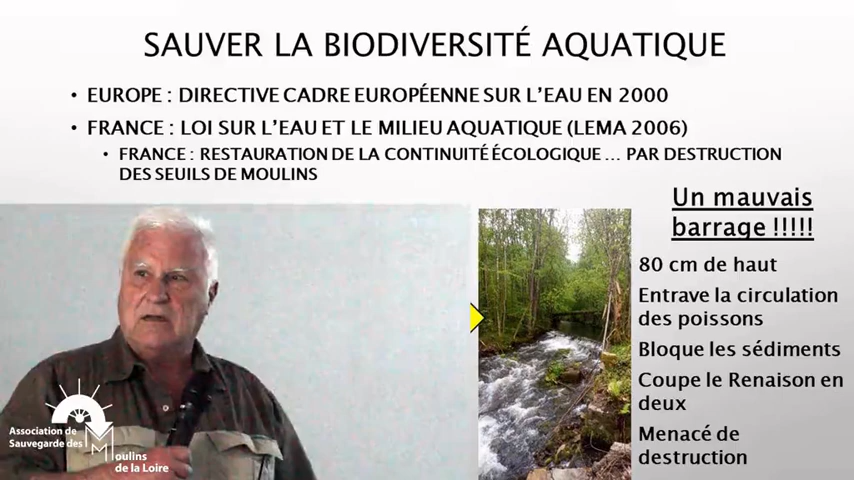 SAUVER LA BIODIVERSITÉ AQUATIQUE
• EUROPE : DIRECTIVE CADRE EUROPÉENNE SUR L'EAU EN 2000
• FRANCE : LOI SUR L'EAU ET LE MILIEU AQUATIQUE (LEMA 2006)
• FRANCE : RESTAURATION DE LA CONTINUITÉ ÉCOLOGIQUE ... PAR DESTRUCTION
DES SEUILS DE MOULINS
Un mauvais
barrage !!!!!
80 cm de haut
Entrave la circulation
des poissons
Bloque les sédiments
Coupe le Renaison en
deux
Menacé de
destruction
Association de
Sauvegarde des
Moulins
de la Loire